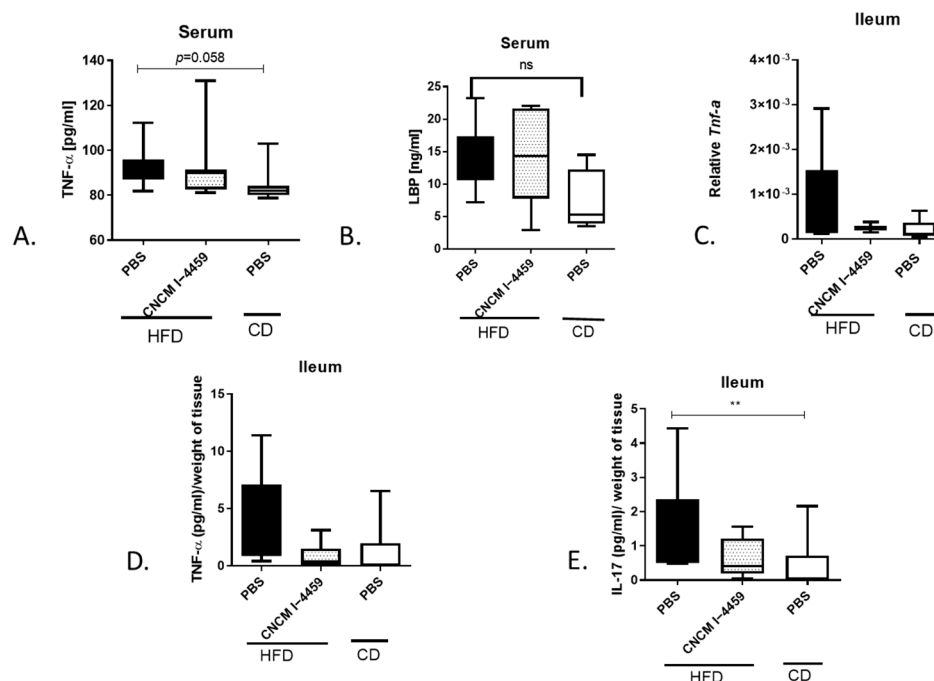 Serum
p=0.058
TNF-α [pg/ml]
140
120
100
80
60
A.
PBS
CNCM I-4459
PBS
HFD
CD
Serum
ns
LBP [ng/ml]
25
20
15
10
5
0
B.
PBS
CNCM I-4459
PBS
HFD
CD
Ileum
Relative Tnf-a
4×10⁻³
3×10⁻³
2×10⁻³
1×10⁻³
0
C.
PBS
CNCM I-4459
PBS
HFD
CD
Ileum
TNF-α (pg/ml)/weight of tissue
15
10
5
0
D.
PBS
CNCM I-4459
PBS
HFD
CD
Ileum
**
IL-17 (pg/ml)/ weight of tissue
5
4
3
2
1
0
E.
PBS
CNCM I-4459
PBS
HFD
CD